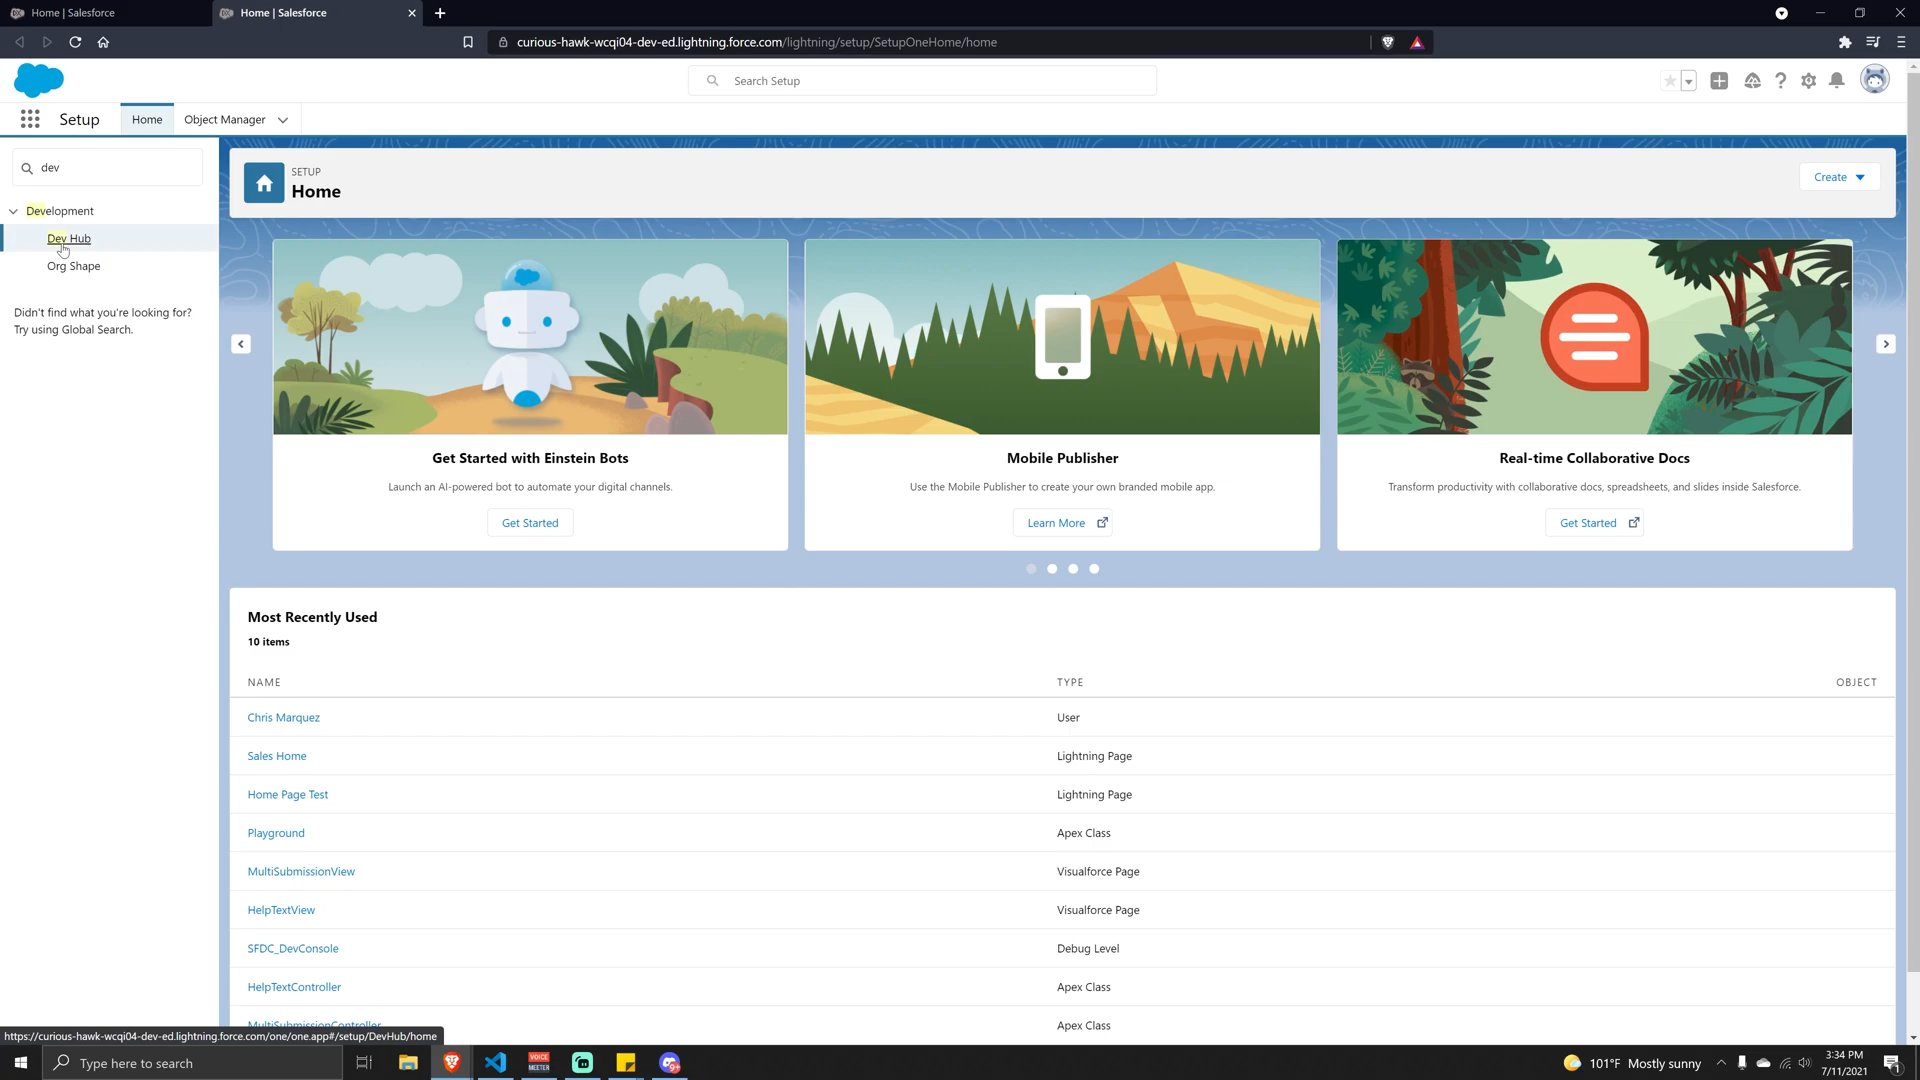 Home | Salesforce
Home | Salesforce
curious-hawk-wcqi04-dev-ed.lightning.force.com/lightning/setup/SetupOneHome/home
Search Setup
Setup
Home
Object Manager
dev
Development
Dev Hub
Org Shape
Didn't find what you're looking for?
Try using Global Search.
SETUP
Home
Create
Get Started with Einstein Bots
Launch an AI-powered bot to automate your digital channels.
Get Started
Mobile Publisher
Use the Mobile Publisher to create your own branded mobile app.
Learn More
Real-time Collaborative Docs
Transform productivity with collaborative docs, spreadsheets, and slides inside Salesforce.
Get Started
Most Recently Used
10 items
NAME TYPE OBJECT
Chris Marquez User
Sales Home Lightning Page
Home Page Test Lightning Page
Playground Apex Class
MultiSubmissionView Visualforce Page
HelpTextView Visualforce Page
SFDC_DevConsole Debug Level
HelpTextController Apex Class
MultiSubmissionController Apex Class
https://curious-hawk-wcqi04-dev-ed.lightning.force.com/one/one.app#/setup/DevHub/home
Type here to search
VOICE
MEETER
9+
101°F Mostly sunny
3:34 PM
7/11/2021
1